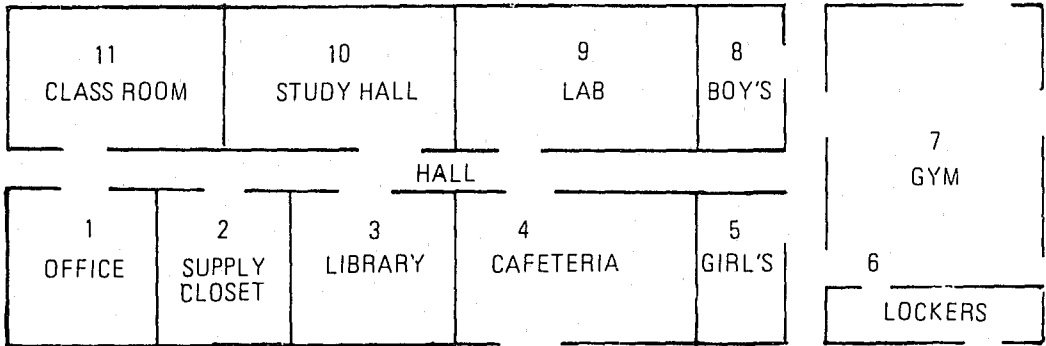 11
CLASS ROOM
10
STUDY HALL
9
LAB
8
BOY'S
7
GYM
HALL
1
OFFICE
2
SUPPLY
CLOSET
3
LIBRARY
4
CAFETERIA
5
GIRL'S
6
LOCKERS